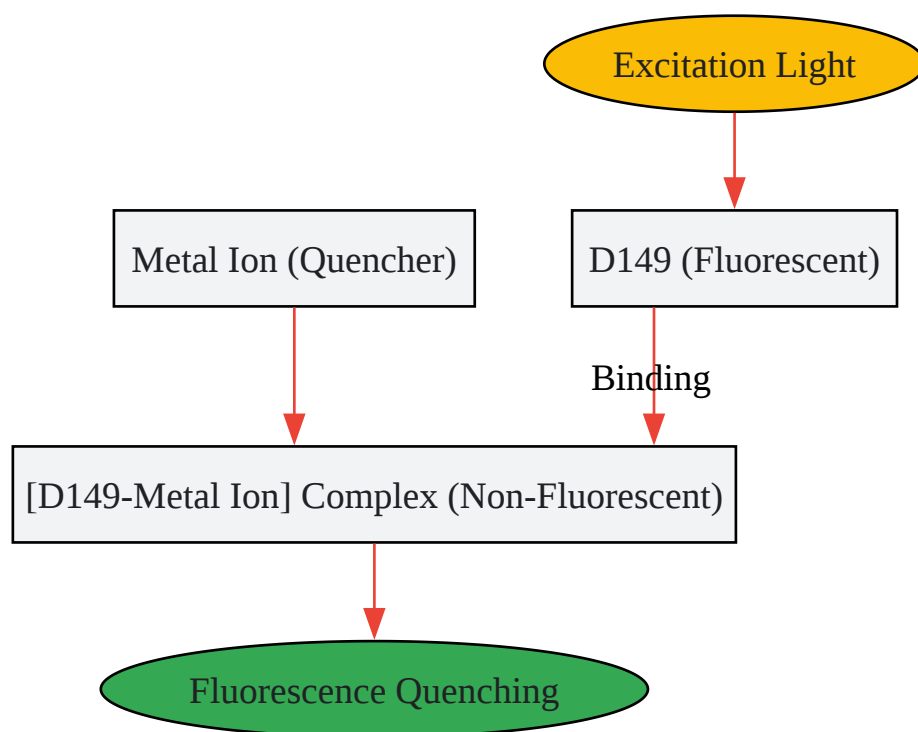 Excitation Light
Metal Ion (Quencher)
D149 (Fluorescent)
Binding
[D149-Metal Ion] Complex (Non-Fluorescent)
Fluorescence Quenching